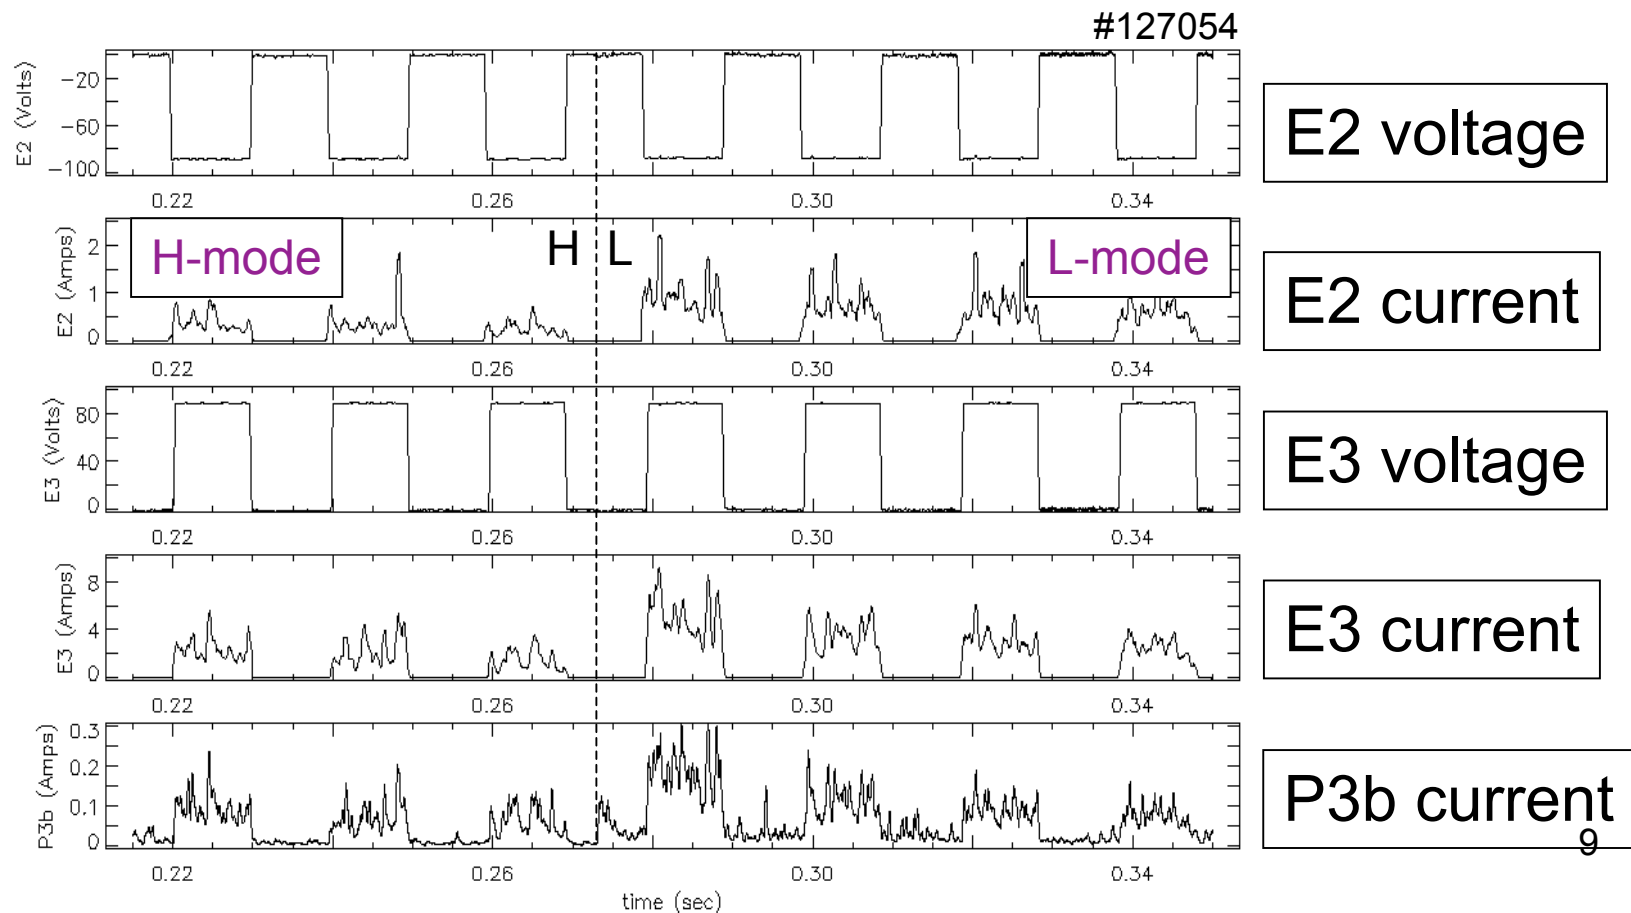 #127054
E2 (Volts)
−20
−60
−100
0.22 0.26 0.30 0.34
E2 voltage
E2 (Amps)
2
1
0
H-mode
H L
L-mode
0.22 0.26 0.30 0.34
E2 current
E3 (Volts)
80
40
0
0.22 0.26 0.30 0.34
E3 voltage
E3 (Amps)
8
4
0
0.22 0.26 0.30 0.34
E3 current
P3b (Amps)
0.3
0.2
0.1
0
0.22 0.26 0.30 0.34
time (sec)
P3b current
9